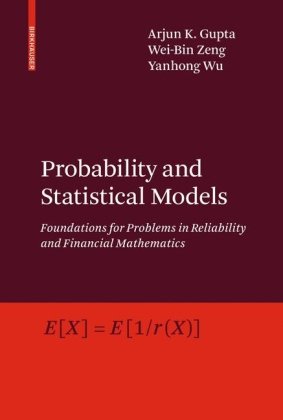 BIRKHAUSER
Arjun K. Gupta
Wei-Bin Zeng
Yanhong Wu
Probability and
Statistical Models
Foundations for Problems in Reliability
and Financial Mathematics
E[X] = E[1/r(X)]